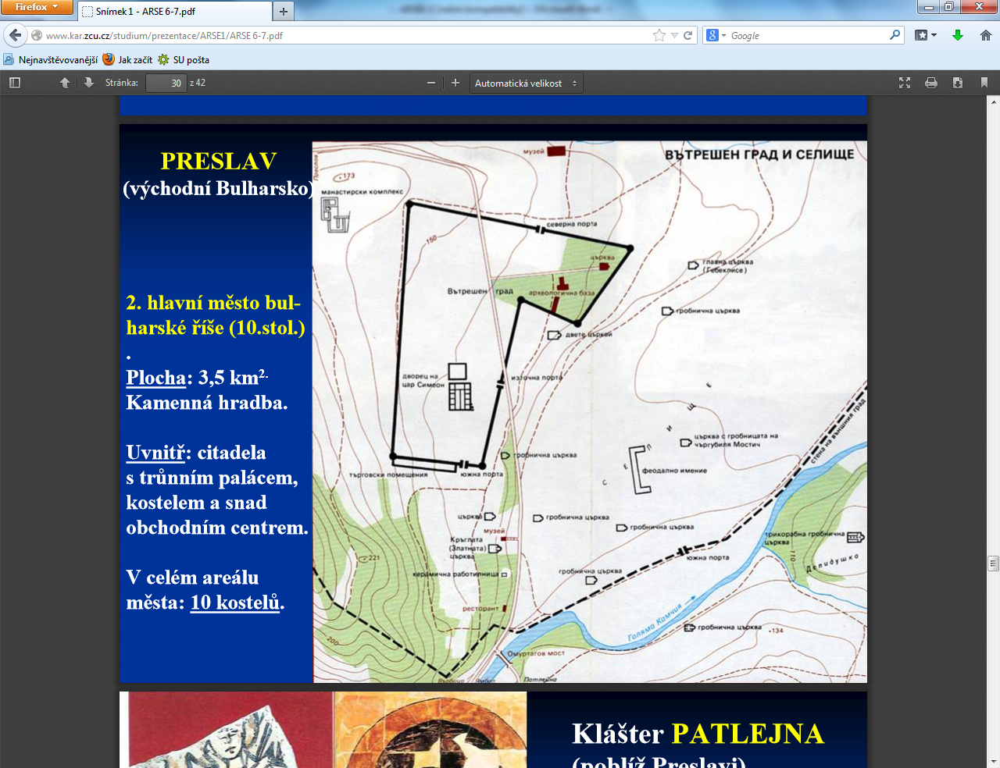 Firefox
Snímek 1 - ARSE 6-7.pdf
www.kar.zcu.cz/studium/prezentace/ARSE1/ARSE 6-7.pdf
Google
Nejnavštěvovanější
Jak začít
SU pošta
Stránka:
30
z 42
Automatická velikost
PRESLAV
(východní Bulharsko)
2. hlavní město bul-
harské říše (10.stol.)
.
Plocha: 3,5 km2.
Kamenná hradba.
Uvnitř: citadela
s trůnním palácem,
kostelem a snad
obchodním centrem.
V celém areálu
města: 10 kostelů.
ВЪТРЕШЕН ГРАД И СЕЛИЩЕ
музей
173
манастирски комплекс
северна порта
150
църква
главна църква
(Гебеклисе)
Вътрешен град
археологична база
гробнична църква
двете църкви
дворец на
цар Симеон
източна порта
СЕЛИЩЕ
стена на външния град
църква с гробницата на
чъргубиля Мостич
гробнична църква
феодално имение
търговски помещения
южна порта
църква
гробнична църква
музей
гробнична църква
Кръглата
(Златната)
църква
трикорабна гробнична
църква
110
Делидушка
221
южна порта
керамична работилница
гробнична църква
ресторант
Голяма Камчия
гробнична църква
134
200
Омуртагов мост
Върбица
Ямбол
Патлейна
Klášter PATLEJNA
(poblíž Preslavi)